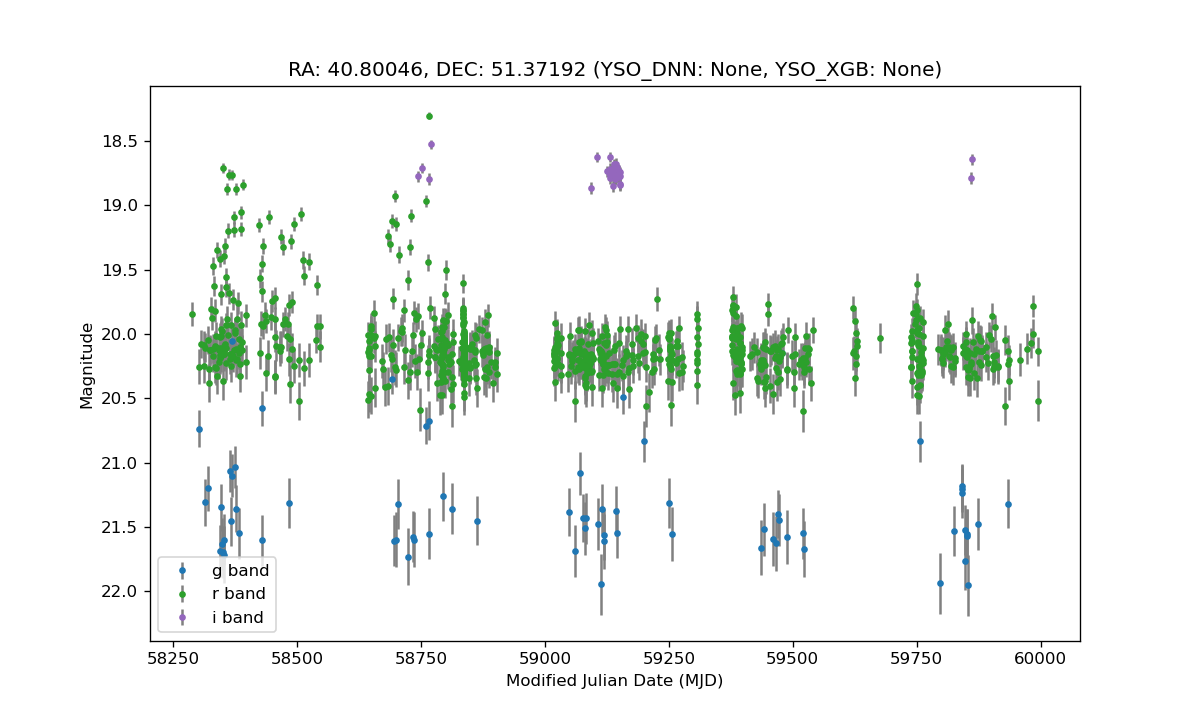 RA: 40.80046, DEC: 51.37192 (YSO_DNN: None, YSO_XGB: None)
18.5
19.0
19.5
20.0
20.5
21.0
21.5
22.0
Magnitude
g band
r band
i band
58250 58500 58750 59000 59250 59500 59750 60000
Modified Julian Date (MJD)